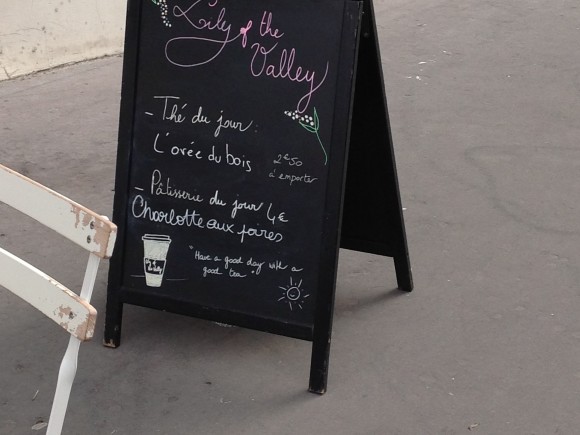 Lily of the
Valley
- Thé du jour:
L'orée du bois
2€50
à emporter
- Pâtisserie du jour 4€
Charlotte aux poires
"Have a good day with a
good tea"